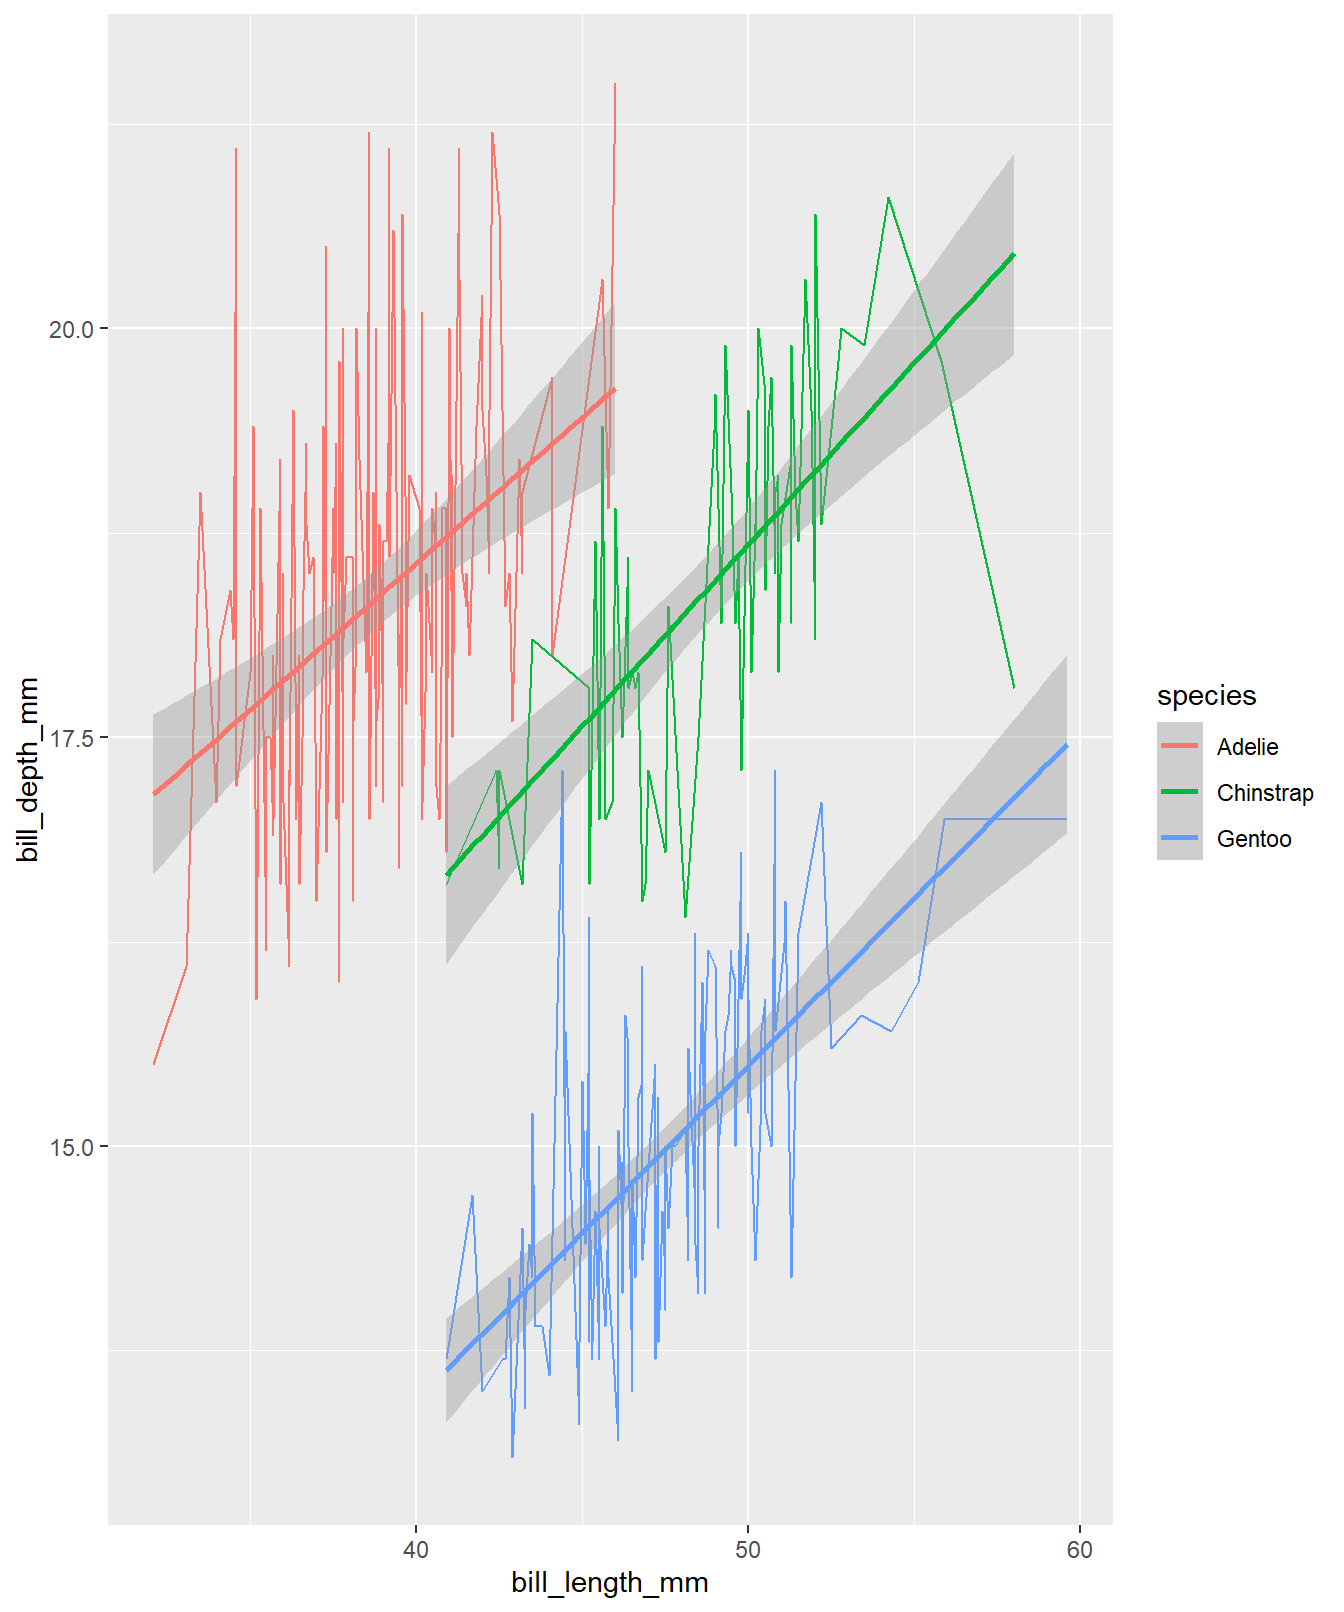 bill_depth_mm
20.0
17.5
15.0
40
50
60
bill_length_mm
species
Adelie
Chinstrap
Gentoo